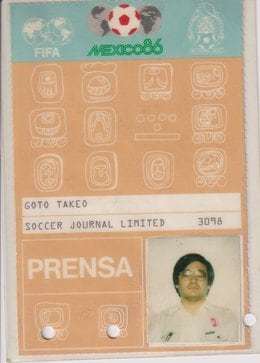 FIFA
MEXICO86
GOTO TAKEO
SOCCER JOURNAL LIMITED 3098
PRENSA